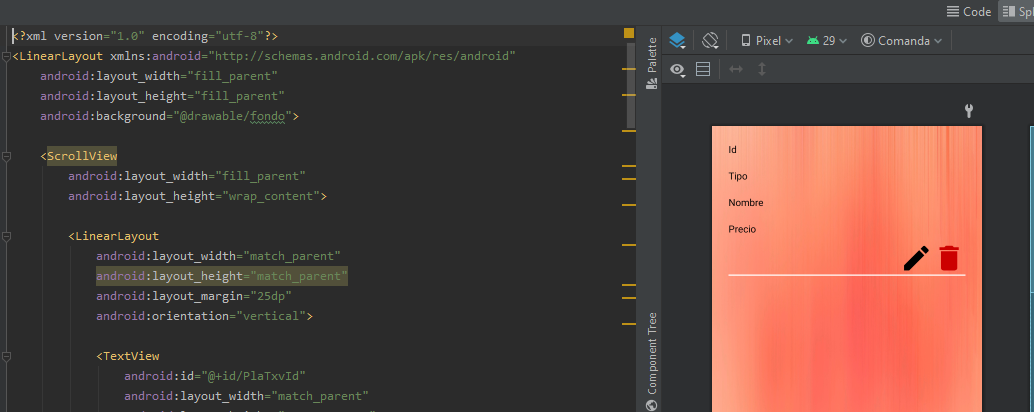 Code
Spl
<?xml version="1.0" encoding="utf-8"?>
<LinearLayout xmlns:android="http://schemas.android.com/apk/res/android"
android:layout_width="fill_parent"
android:layout_height="fill_parent"
android:background="@drawable/fondo">
<ScrollView
android:layout_width="fill_parent"
android:layout_height="wrap_content">
<LinearLayout
android:layout_width="match_parent"
android:layout_height="match_parent"
android:layout_margin="25dp"
android:orientation="vertical">
<TextView
android:id="@+id/PlaTxvId"
android:layout_width="match_parent"
Palette
Component Tree
Pixel
29
Comanda
Id
Tipo
Nombre
Precio